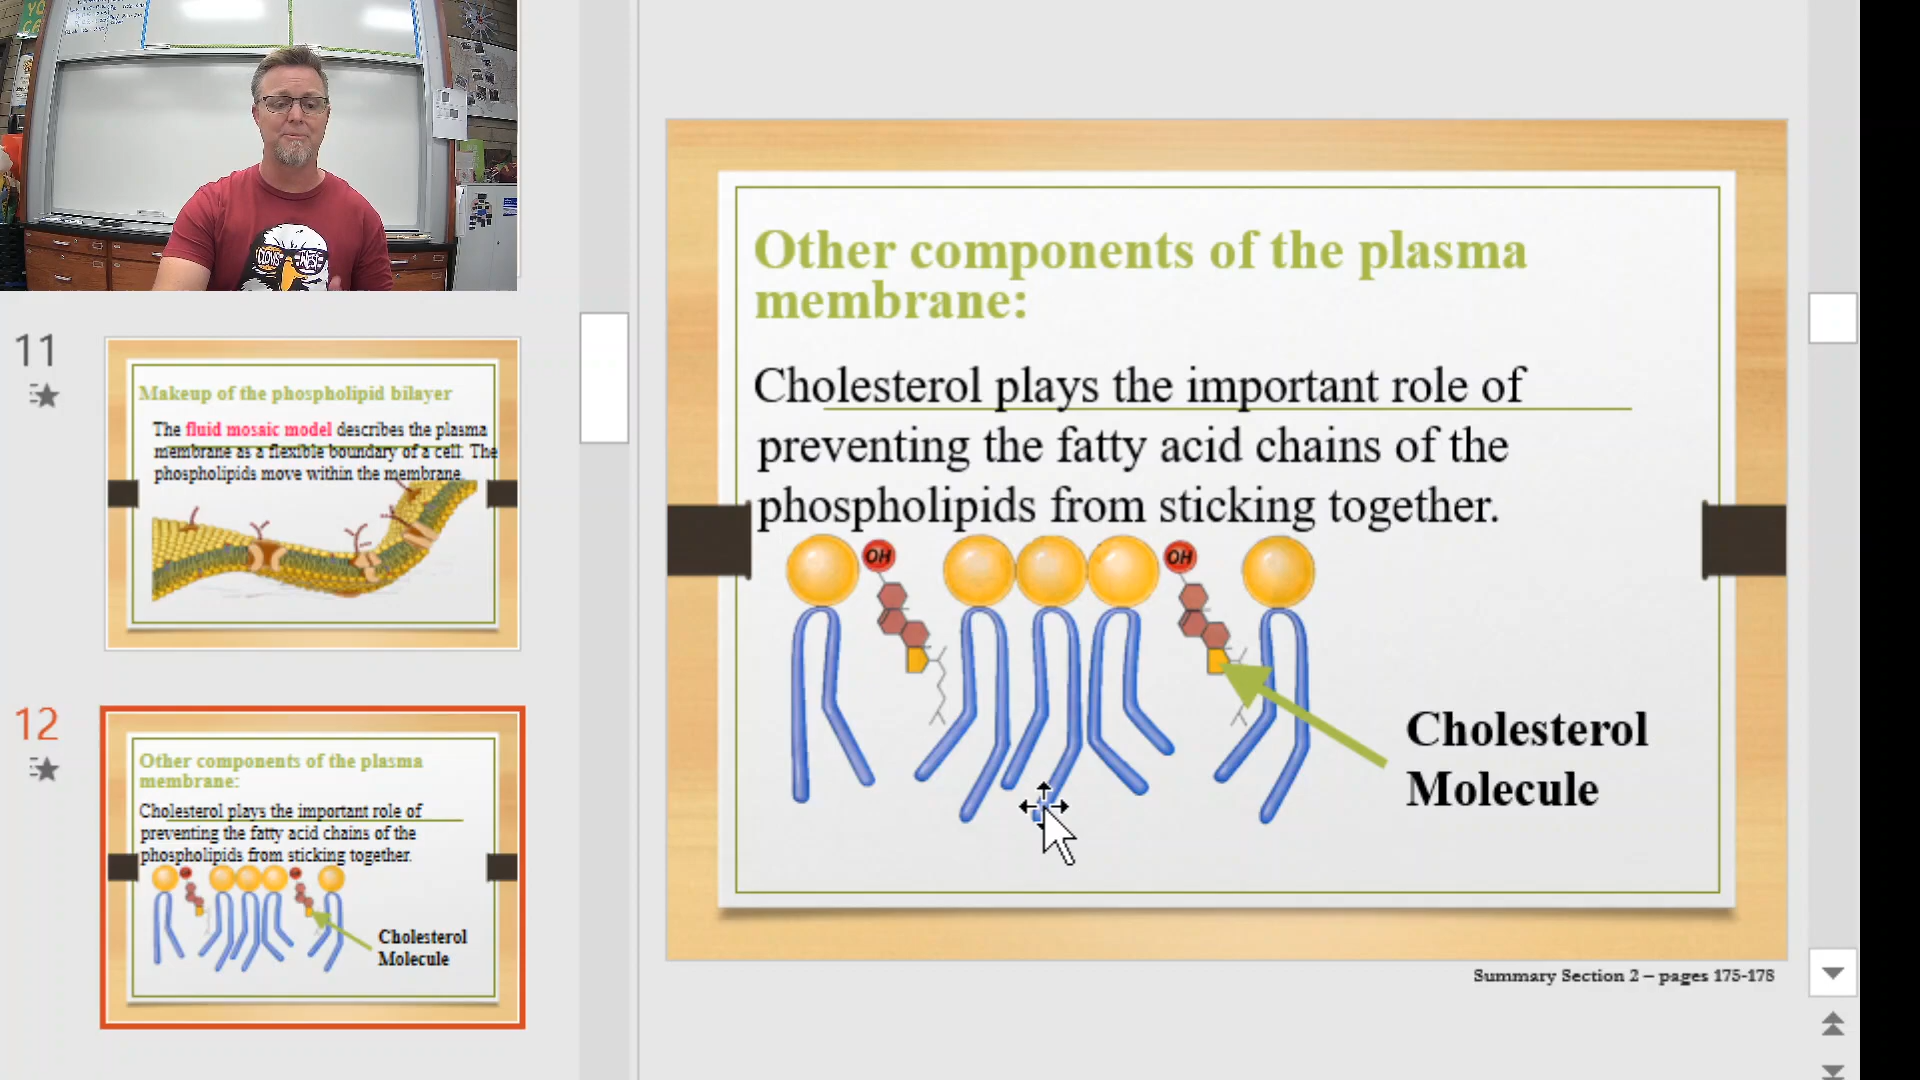 YO
CA
11
Makeup of the phospholipid bilayer
The fluid mosaic model describes the plasma
membrane as a flexible boundary of a cell. The
phospholipids move within the membrane.
12
Other components of the plasma
membrane:
Cholesterol plays the important role of
preventing the fatty acid chains of the
phospholipids from sticking together.
Cholesterol
Molecule
Other components of the plasma
membrane:
Cholesterol plays the important role of
preventing the fatty acid chains of the
phospholipids from sticking together.
OH
OH
Cholesterol
Molecule
Summary Section 2 – pages 175-178